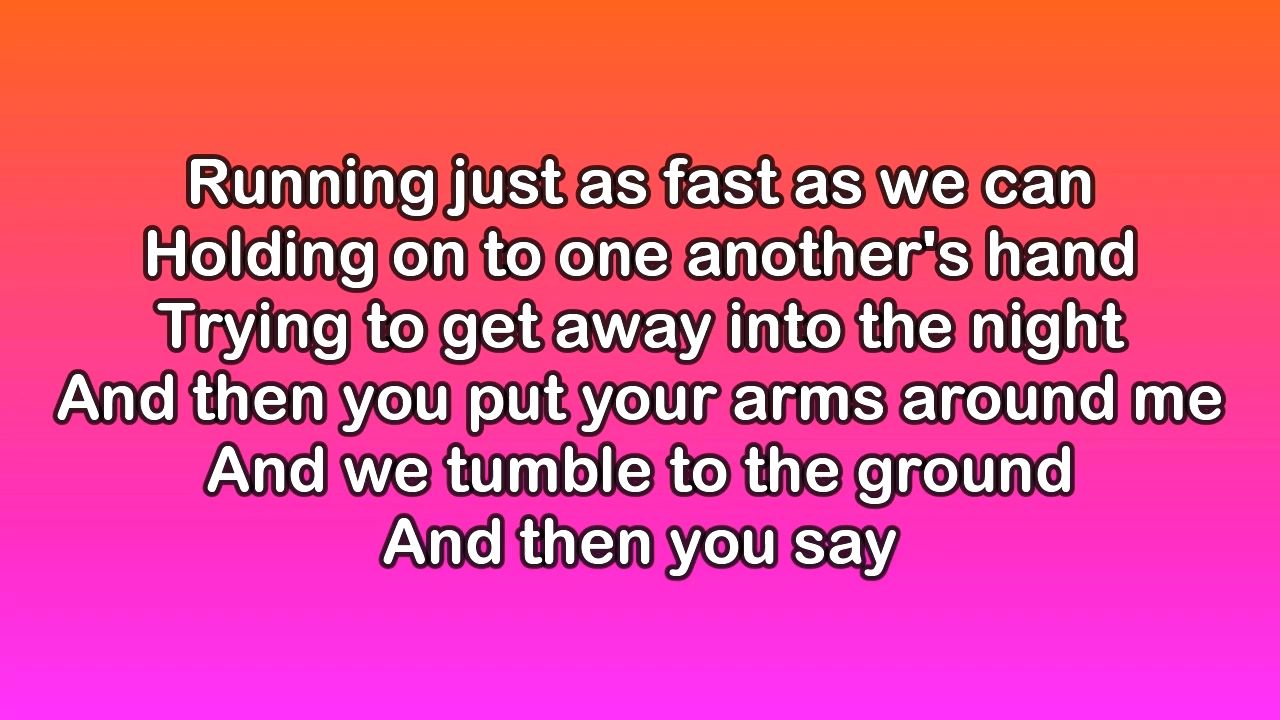 Running just as fast as we can
Holding on to one another's hand
Trying to get away into the night
And then you put your arms around me
And we tumble to the ground
And then you say